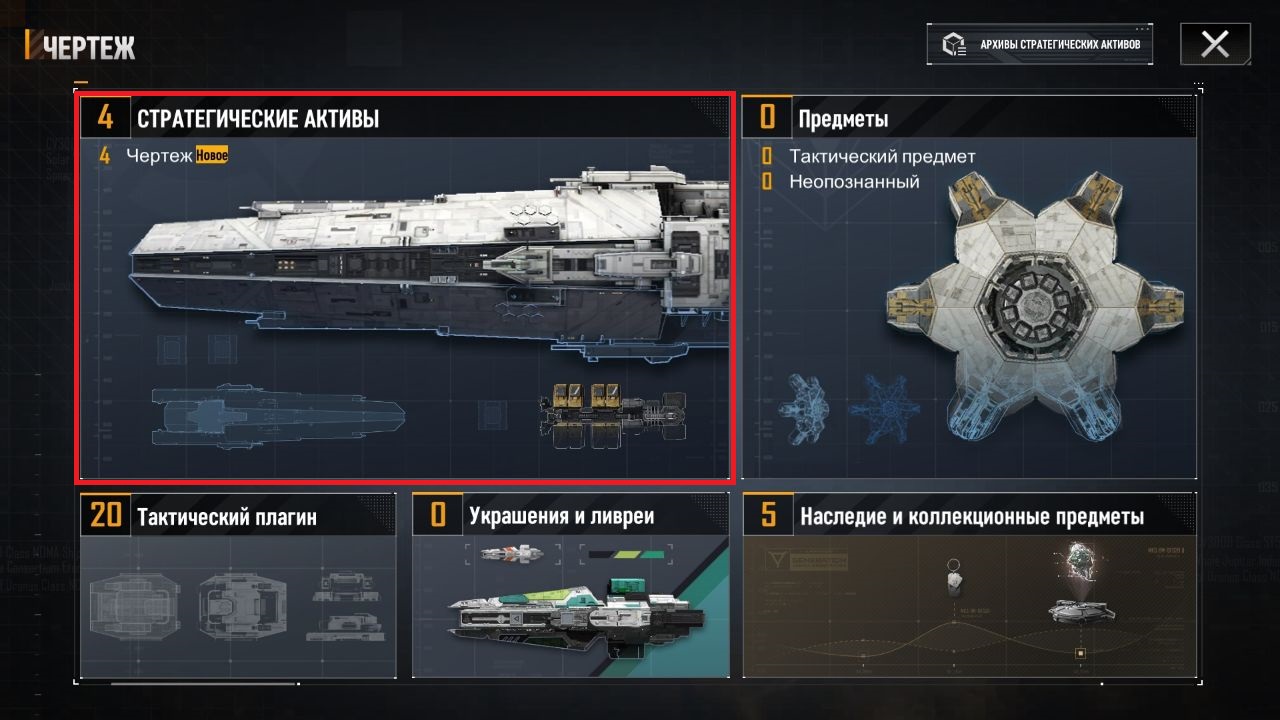 ЧЕРТЕЖ
АРХИВЫ СТРАТЕГИЧЕСКИХ АКТИВОВ
4 СТРАТЕГИЧЕСКИЕ АКТИВЫ
4 Чертеж Новое
0 Предметы
0 Тактический предмет
0 Неопознанный
20 Тактический плагин
0 Украшения и ливреи
5 Наследие и коллекционные предметы